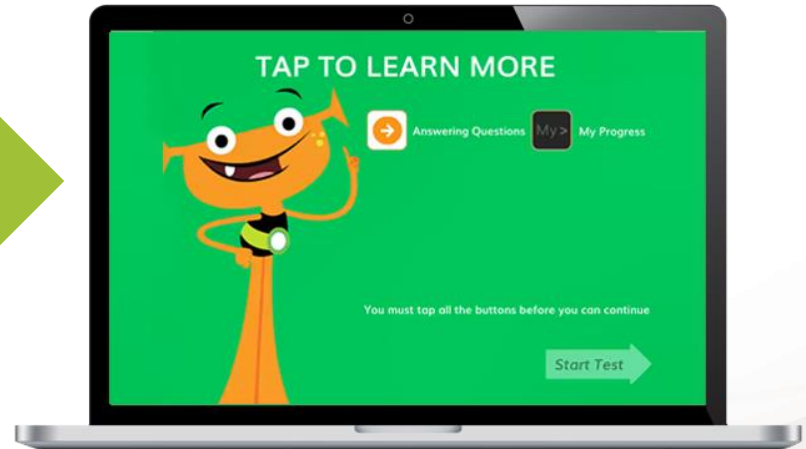 TAP TO LEARN MORE
Answering Questions My > My Progress
You must tap all the buttons before you can continue
Start Test